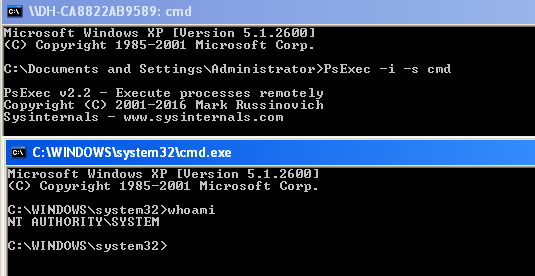 \\DH-CA8822AB9589: cmd
Microsoft Windows XP [Version 5.1.2600]
(C) Copyright 1985-2001 Microsoft Corp.
C:\Documents and Settings\Administrator>PsExec -i -s cmd
PsExec v2.2 - Execute processes remotely
Copyright (C) 2001-2016 Mark Russinovich
Sysinternals - www.sysinternals.com
C:\WINDOWS\system32\cmd.exe
Microsoft Windows XP [Version 5.1.2600]
(C) Copyright 1985-2001 Microsoft Corp.
C:\WINDOWS\system32>whoami
NT AUTHORITY\SYSTEM
C:\WINDOWS\system32>